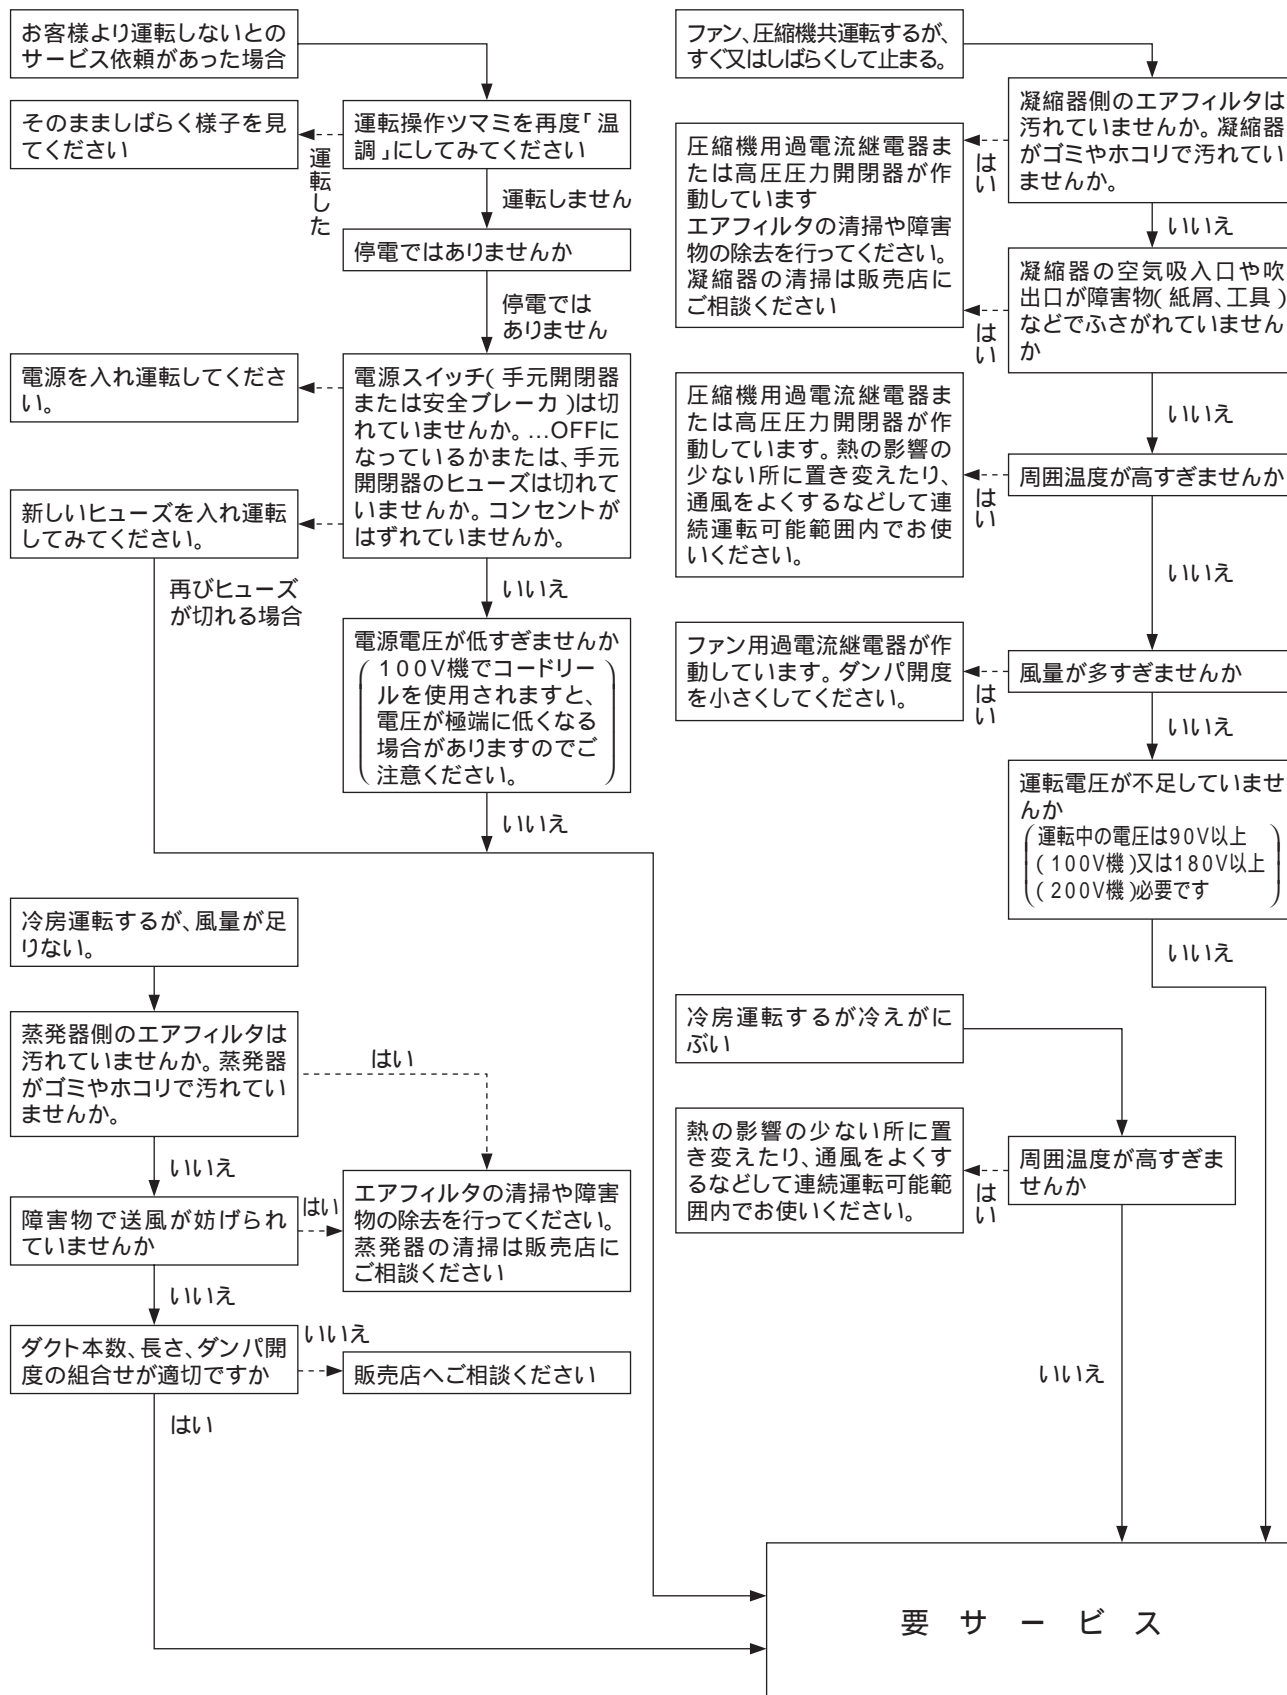 お客様より運転しないとの
サービス依頼があった場合
そのまましばらく様子を見
てください
運転した
運転操作ツマミを再度「温
調」にしてみてください
運転しません
停電ではありませんか
停電では
ありません
電源を入れ運転してくださ
い。
電源スイッチ(手元開閉器
または安全ブレーカ)は切
れていませんか。…OFFに
なっているかまたは、手元
開閉器のヒューズは切れて
いませんか。コンセントが
はずれていませんか。
新しいヒューズを入れ運転
してみてください。
再びヒューズ
が切れる場合
いいえ
電源電圧が低すぎませんか
(100V機でコードリー
ルを使用されますと、
電圧が極端に低くなる
場合がありますのでご
注意ください。)
いいえ
冷房運転するが、風量が足
りない。
蒸発器側のエアフィルタは
汚れていませんか。蒸発器
がゴミやホコリで汚れてい
ませんか。
はい
いいえ
障害物で送風が妨げられ
ていませんか
はい
エアフィルタの清掃や障害
物の除去を行ってください。
蒸発器の清掃は販売店に
ご相談ください
いいえ
ダクト本数、長さ、ダンパ開
度の組合せが適切ですか
いいえ
販売店へご相談ください
はい
ファン、圧縮機共運転するが、
すぐ又はしばらくして止まる。
凝縮器側のエアフィルタは
汚れていませんか。凝縮器
がゴミやホコリで汚れてい
ませんか。
はい
圧縮機用過電流継電器ま
たは高圧圧力開閉器が作
動しています
エアフィルタの清掃や障害
物の除去を行ってください。
凝縮器の清掃は販売店に
ご相談ください
いいえ
凝縮器の空気吸入口や吹
出口が障害物(紙屑、工具)
などでふさがれていません
か
はい
いいえ
圧縮機用過電流継電器ま
たは高圧圧力開閉器が作
動しています。熱の影響の
少ない所に置き変えたり、
通風をよくするなどして連
続運転可能範囲内でお使
いください。
はい
周囲温度が高すぎませんか
いいえ
ファン用過電流継電器が作
動しています。ダンパ開度
を小さくしてください。
はい
風量が多すぎませんか
いいえ
運転電圧が不足していませ
んか
(運転中の電圧は90V以上
(100V機)又は180V以上
(200V機)必要です)
いいえ
冷房運転するが冷えがに
ぶい
熱の影響の少ない所に置
き変えたり、通風をよくす
るなどして連続運転可能範
囲内でお使いください。
はい
周囲温度が高すぎま
せんか
いいえ
要サービス